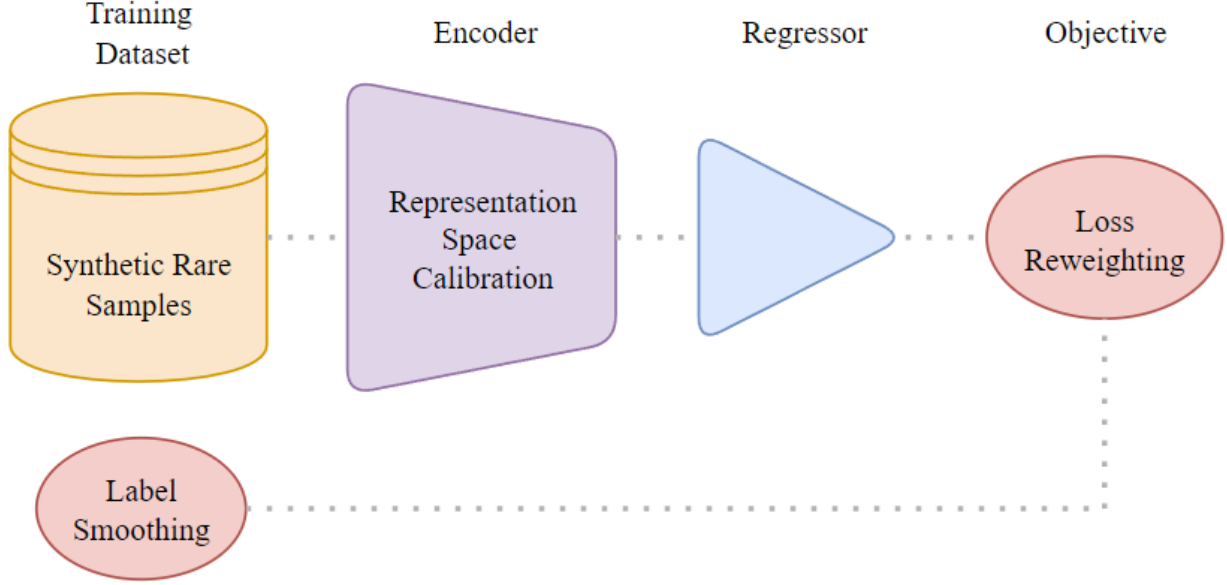 Training
Dataset
Encoder
Regressor
Objective
Synthetic Rare
Samples
Representation
Space
Calibration
Loss
Reweighting
Label
Smoothing